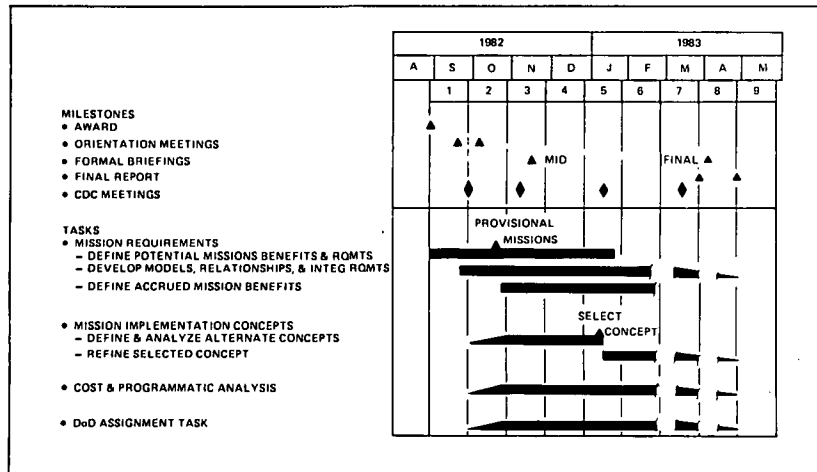 1982 1983
A S O N D J F M A M
1 2 3 4 5 6 7 8 9
MILESTONES
• AWARD
• ORIENTATION MEETINGS
• FORMAL BRIEFINGS MID FINAL
• FINAL REPORT
• CDC MEETINGS
TASKS PROVISIONAL
• MISSION REQUIREMENTS MISSIONS
– DEFINE POTENTIAL MISSIONS BENEFITS & RQMTS
– DEVELOP MODELS, RELATIONSHIPS, & INTEG RQMTS
– DEFINE ACCRUED MISSION BENEFITS
SELECT
• MISSION IMPLEMENTATION CONCEPTS CONCEPT
– DEFINE & ANALYZE ALTERNATE CONCEPTS
– REFINE SELECTED CONCEPT
• COST & PROGRAMMATIC ANALYSIS
• DoD ASSIGNMENT TASK